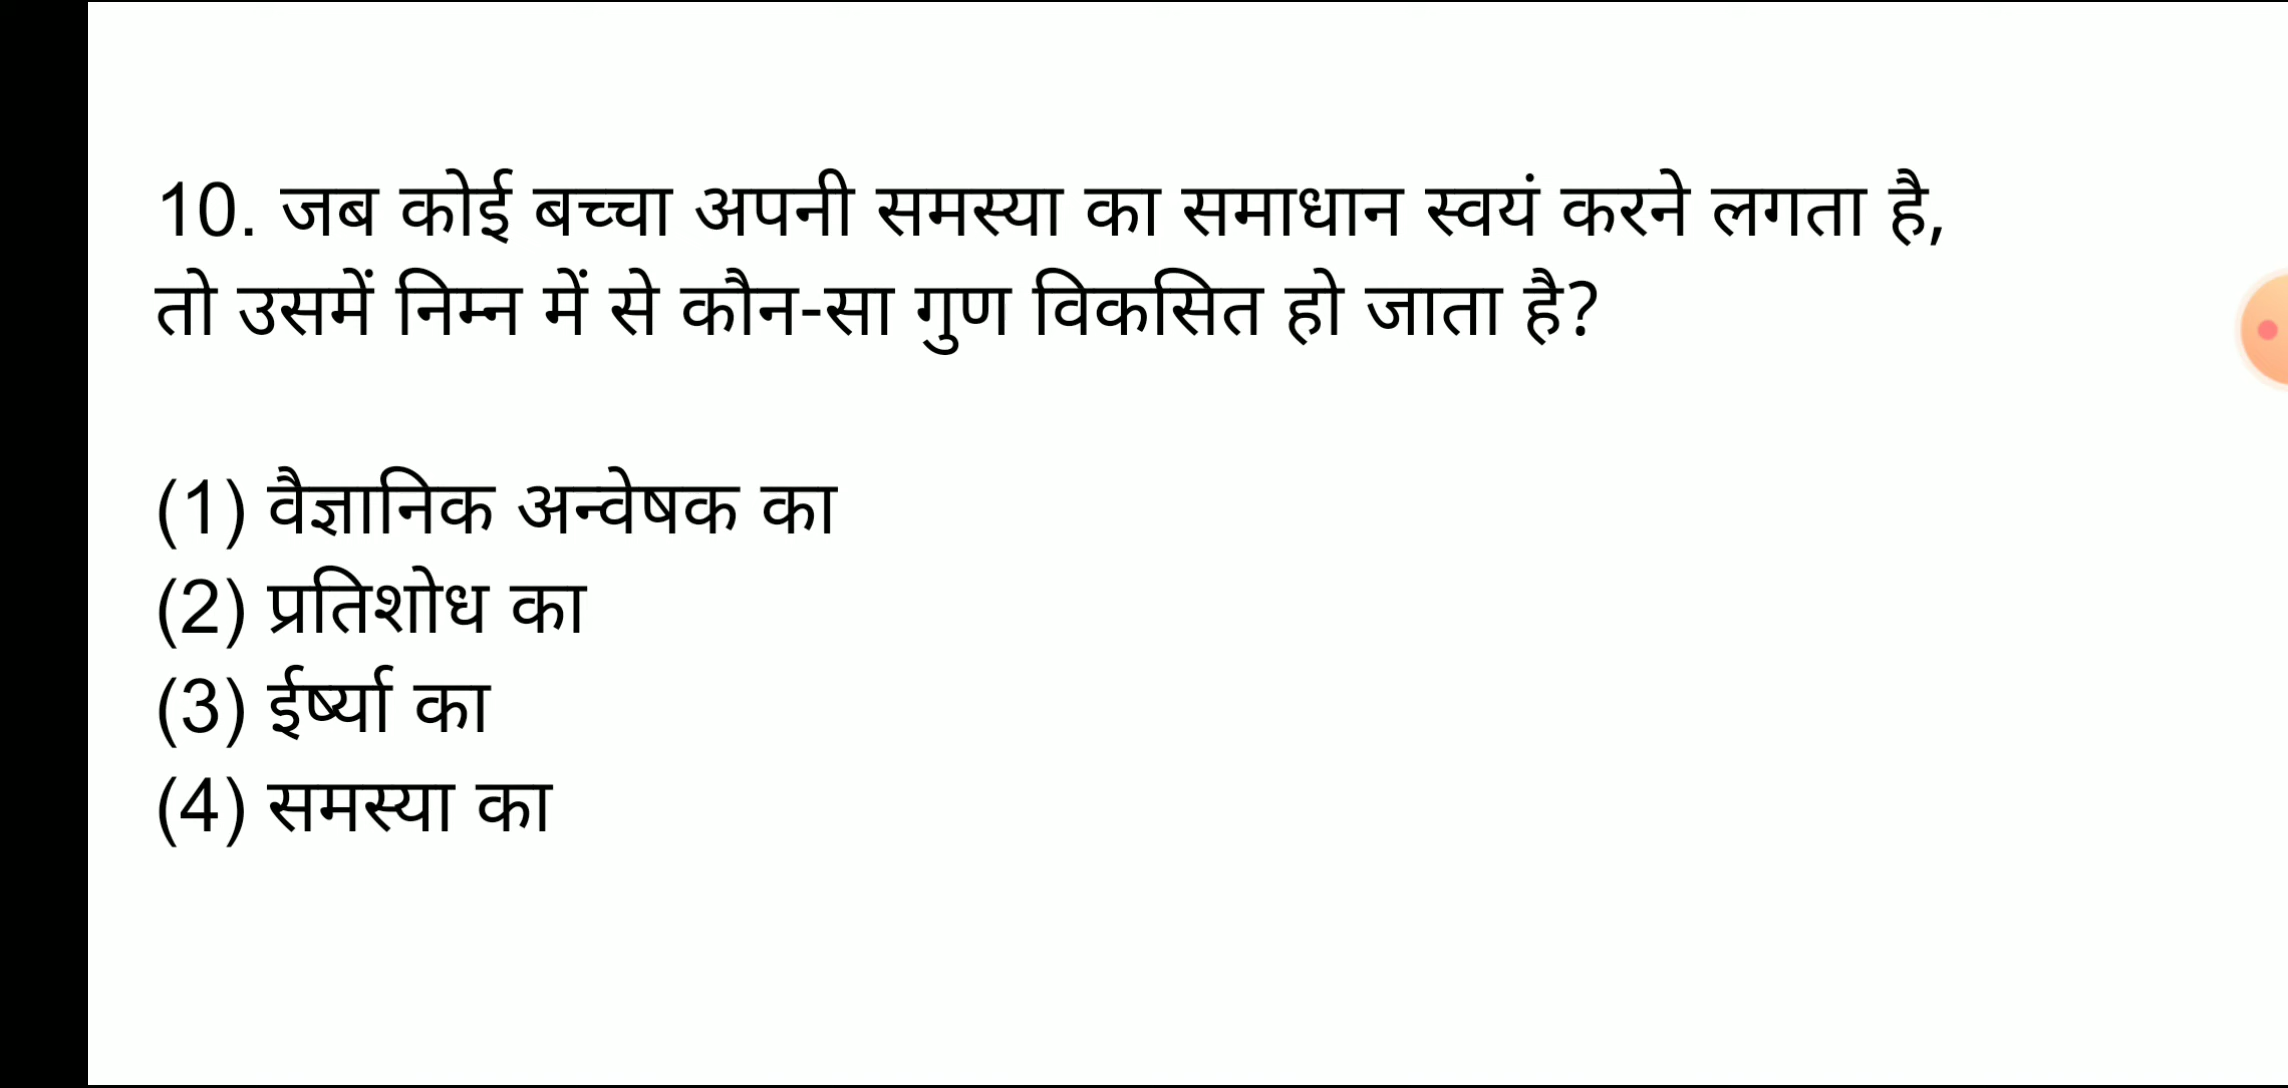 10. जब कोई बच्चा अपनी समस्या का समाधान स्वयं करने लगता है,
तो उसमें निम्न में से कौन-सा गुण विकसित हो जाता है?
(1) वैज्ञानिक अन्वेषक का
(2) प्रतिशोध का
(3) ईर्ष्या का
(4) समस्या का